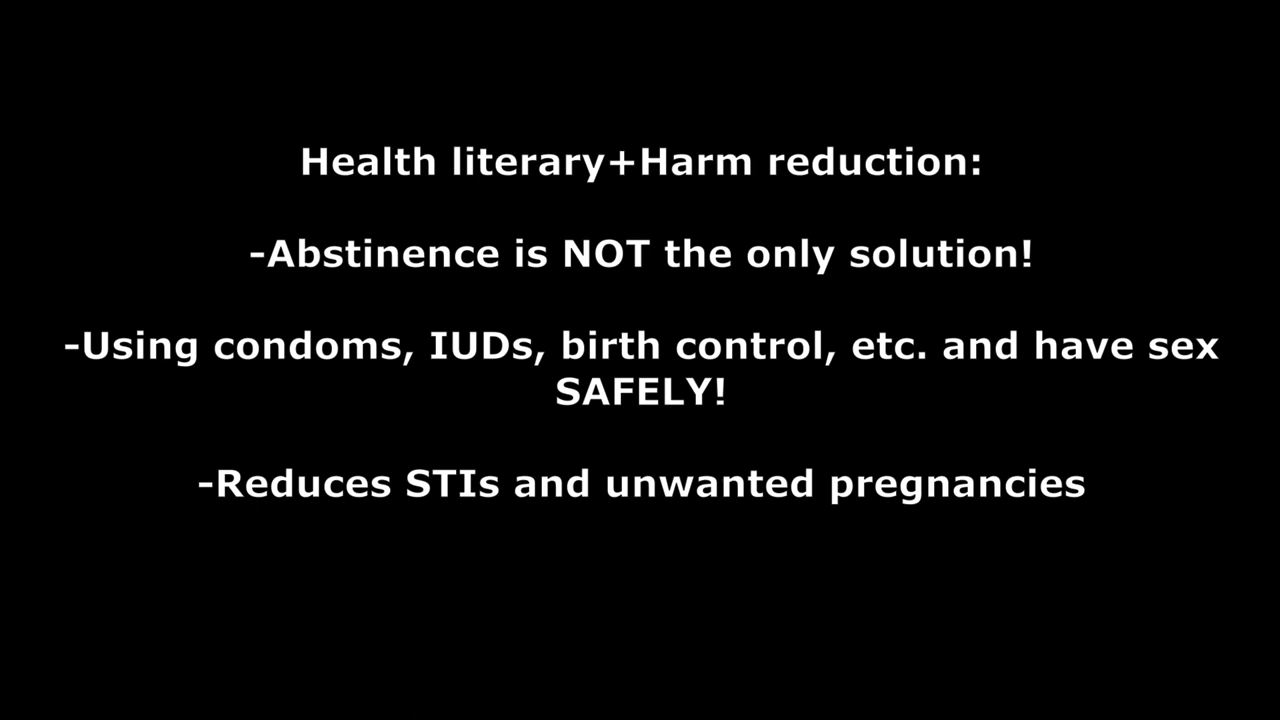 Health literary+Harm reduction:
-Abstinence is NOT the only solution!
-Using condoms, IUDs, birth control, etc. and have sex
SAFELY!
-Reduces STIs and unwanted pregnancies